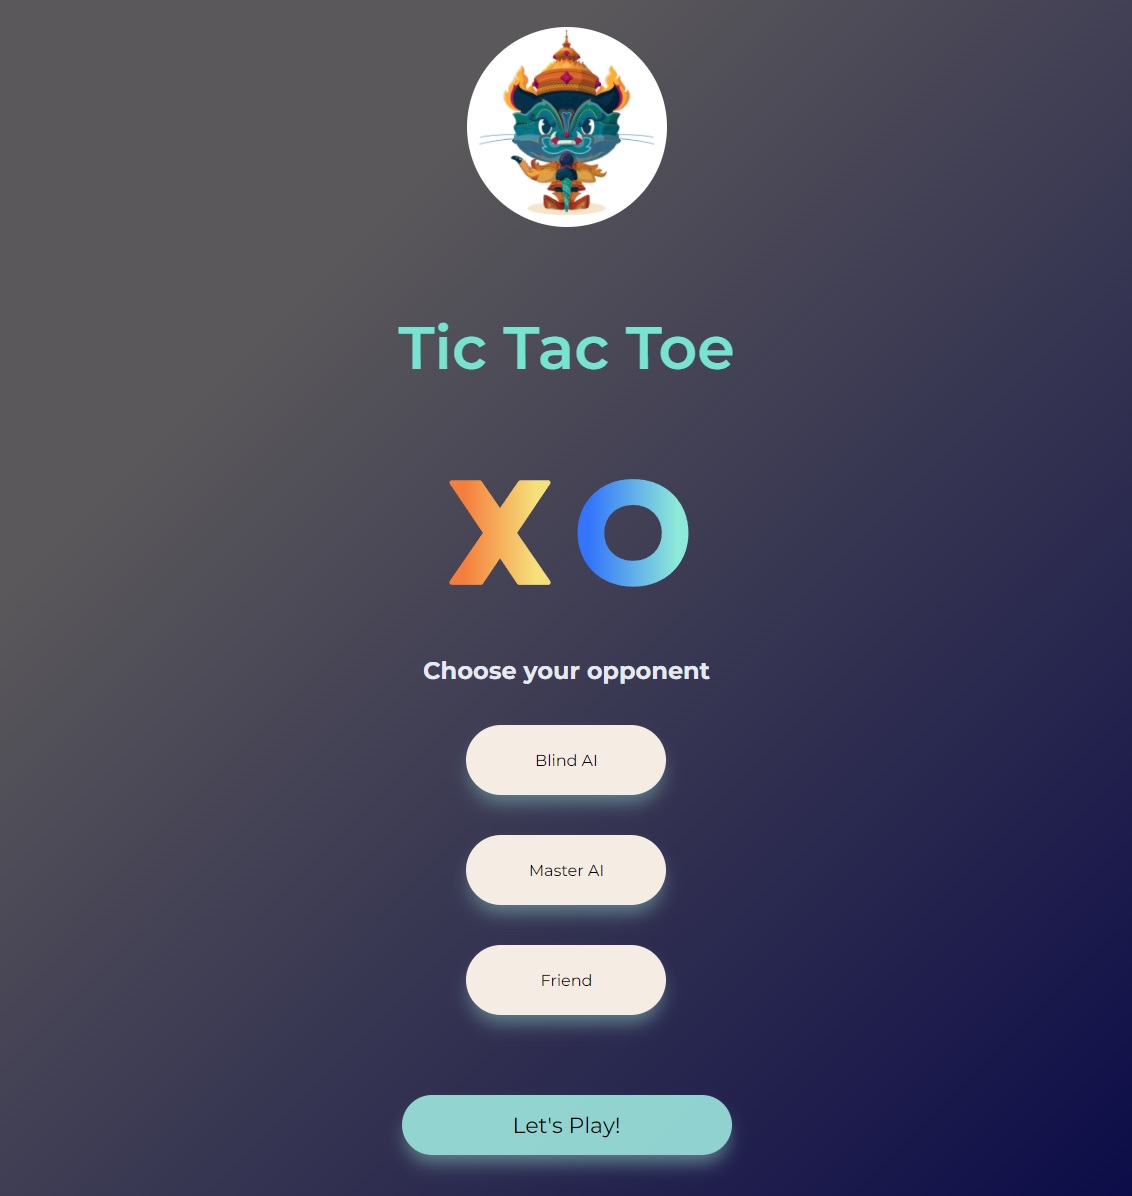 Tic Tac Toe
X O
Choose your opponent
Blind AI
Master AI
Friend
Let's Play!